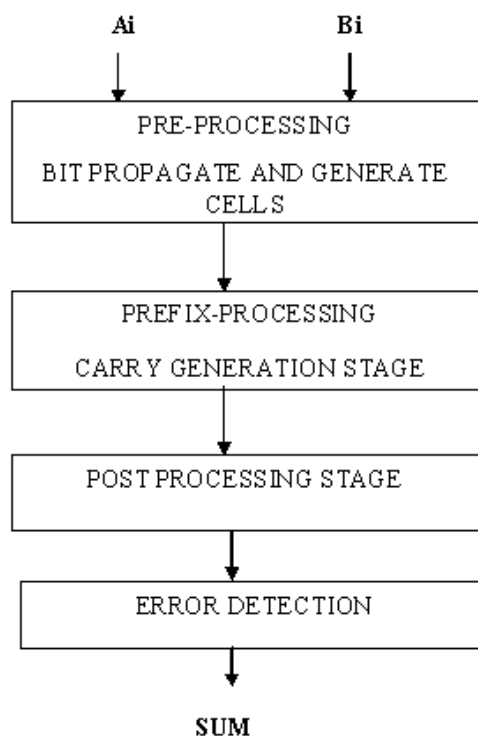 Ai Bi
PRE-PROCESSING
BIT PROPAGATE AND GENERATE
CELLS
PREFIX-PROCESSING
CARRY GENERATION STAGE
POST PROCESSING STAGE
ERROR DETECTION
SUM